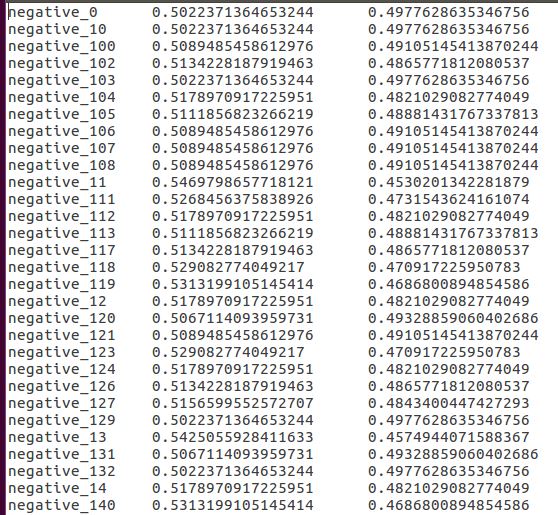 negative_0 0.5022371364653244 0.4977628635346756
negative_10 0.5022371364653244 0.4977628635346756
negative_100 0.5089485458612976 0.49105145413870244
negative_102 0.5134228187919463 0.4865771812080537
negative_103 0.5022371364653244 0.4977628635346756
negative_104 0.5178970917225951 0.4821029082774049
negative_105 0.5111856823266219 0.48881431767337813
negative_106 0.5089485458612976 0.49105145413870244
negative_107 0.5089485458612976 0.49105145413870244
negative_108 0.5089485458612976 0.49105145413870244
negative_11 0.5469798657718121 0.4530201342281879
negative_111 0.5268456375838926 0.4731543624161074
negative_112 0.5178970917225951 0.4821029082774049
negative_113 0.5111856823266219 0.48881431767337813
negative_117 0.5134228187919463 0.4865771812080537
negative_118 0.529082774049217 0.470917225950783
negative_119 0.5313199105145414 0.4686800894854586
negative_12 0.5178970917225951 0.4821029082774049
negative_120 0.5067114093959731 0.49328859060402686
negative_121 0.5089485458612976 0.49105145413870244
negative_123 0.529082774049217 0.470917225950783
negative_124 0.5178970917225951 0.4821029082774049
negative_126 0.5134228187919463 0.4865771812080537
negative_127 0.5156599552572707 0.4843400447427293
negative_129 0.5022371364653244 0.4977628635346756
negative_13 0.5425055928411633 0.4574944071588367
negative_131 0.5067114093959731 0.49328859060402686
negative_132 0.5022371364653244 0.4977628635346756
negative_14 0.5178970917225951 0.4821029082774049
negative_140 0.5313199105145414 0.4686800894854586